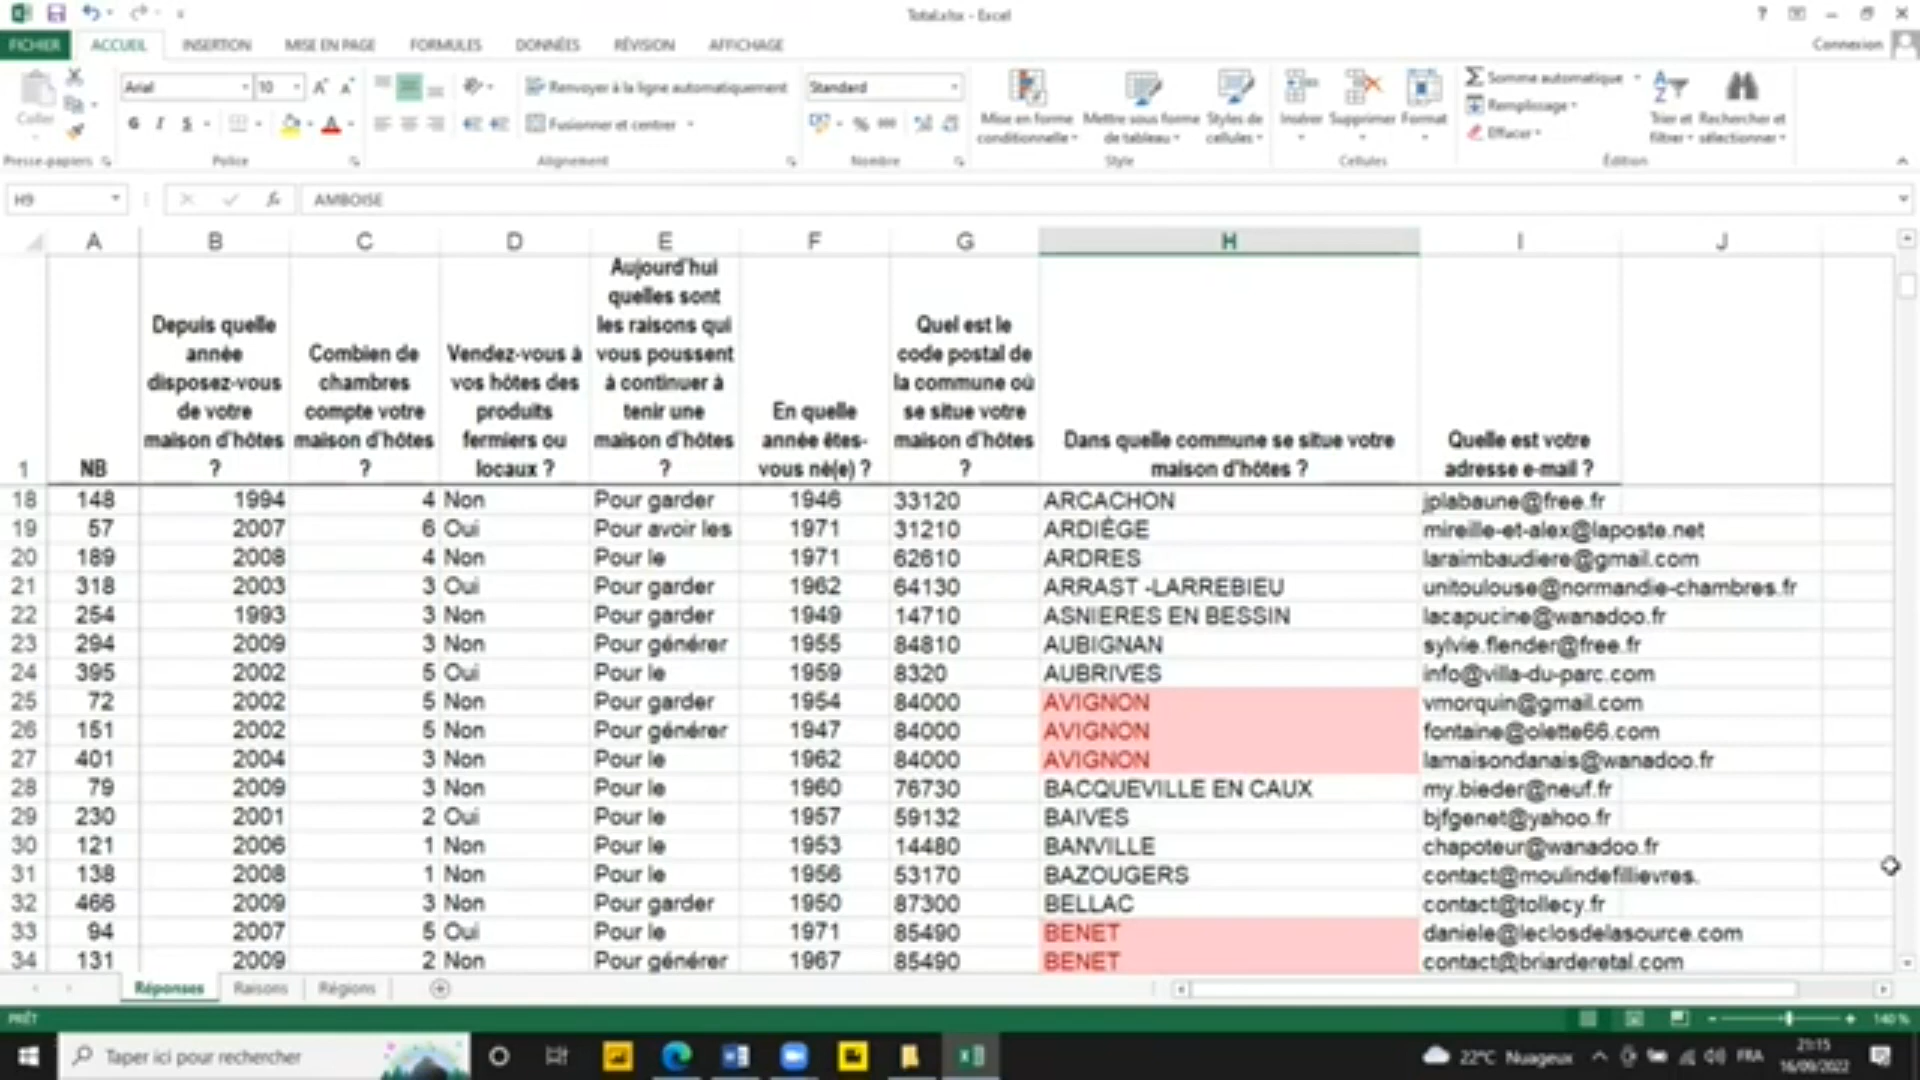 Total.xlsx - Excel
FICHIER ACCUEIL INSERTION MISE EN PAGE FORMULES DONNÉES RÉVISION AFFICHAGE Connexion
Coller
Arial 10
Renvoyer à la ligne automatiquement
Standard
G I S
Fusionner et centrer
Mise en forme conditionnelle
Mettre sous forme de tableau
Styles de cellules
Insérer Supprimer Format
Somme automatique
Remplissage
Effacer
Trier et filtrer
Rechercher et sélectionner
Presse-papiers Police Alignement Nombre Style Cellules Édition
H9 AMBOISE
A B C D E F G H I J
1 NB
Depuis quelle année disposez-vous de votre maison d'hôtes ?
Combien de chambres compte votre maison d'hôtes ?
Vendez-vous à vos hôtes des produits fermiers ou locaux ?
Aujourd'hui quelles sont les raisons qui vous poussent à continuer à tenir une maison d'hôtes ?
En quelle année êtes-vous né(e) ?
Quel est le code postal de la commune où se situe votre maison d'hôtes ?
Dans quelle commune se situe votre maison d'hôtes ?
Quelle est votre adresse e-mail ?
18 148 1994 4 Non Pour garder 1946 33120 ARCACHON jplabaune@free.fr
19 57 2007 6 Oui Pour avoir les 1971 31210 ARDIÈGE mireille-et-alex@laposte.net
20 189 2008 4 Non Pour le 1971 62610 ARDRES laraimbaudiere@gmail.com
21 318 2003 3 Oui Pour garder 1962 64130 ARRAST -LARREBIEU unitoulouse@normandie-chambres.fr
22 254 1993 3 Non Pour garder 1949 14710 ASNIERES EN BESSIN lacapucine@wanadoo.fr
23 294 2009 3 Non Pour générer 1955 84810 AUBIGNAN sylvie.flender@free.fr
24 395 2002 5 Oui Pour le 1959 8320 AUBRIVES info@villa-du-parc.com
25 72 2002 5 Non Pour garder 1954 84000 AVIGNON vmorquin@gmail.com
26 151 2002 5 Non Pour générer 1947 84000 AVIGNON fontaine@olette66.com
27 401 2004 3 Non Pour le 1962 84000 AVIGNON lamaisondanais@wanadoo.fr
28 79 2009 3 Non Pour le 1960 76730 BACQUEVILLE EN CAUX my.bieder@neuf.fr
29 230 2001 2 Oui Pour le 1957 59132 BAIVES bjfgenet@yahoo.fr
30 121 2006 1 Non Pour le 1953 14480 BANVILLE chapoteur@wanadoo.fr
31 138 2008 1 Non Pour le 1956 53170 BAZOUGERS contact@moulindefillievres.
32 466 2009 3 Non Pour garder 1950 87300 BELLAC contact@tollecy.fr
33 94 2007 5 Oui Pour le 1971 85490 BENET daniele@leclosdelasource.com
34 131 2009 2 Non Pour générer 1967 85490 BENET contact@briarderetal.com
Réponses Raisons Régions
PRÊT 140 %
Taper ici pour rechercher
22°C Nuageux FRA 21:15
16/09/2022